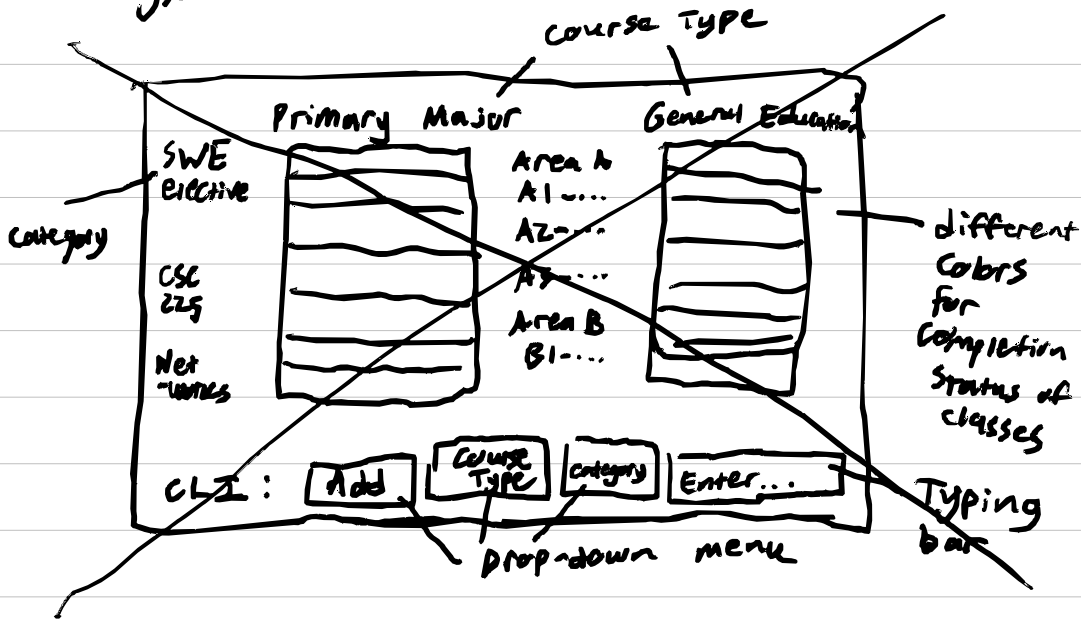 Course Type
Primary Major
General Education
SWE
elective
Category
CSC
225
Net
-works
Area A
A1-...
A2-...
A3-...
Area B
B1-...
different
colors
for
completion
status of
classes
CLI:
Add
Course
Type
Category
Enter...
Drop-down menu
Typing
bar